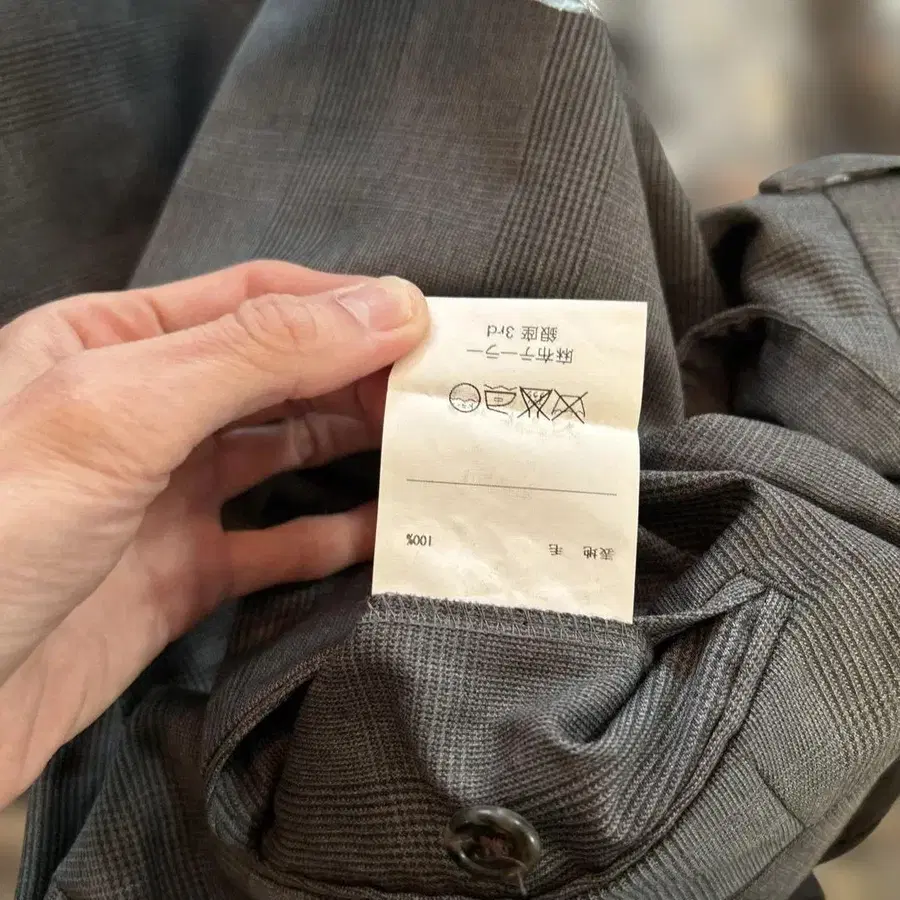 表地 毛 100%
麻布テーラー
銀座 3rd